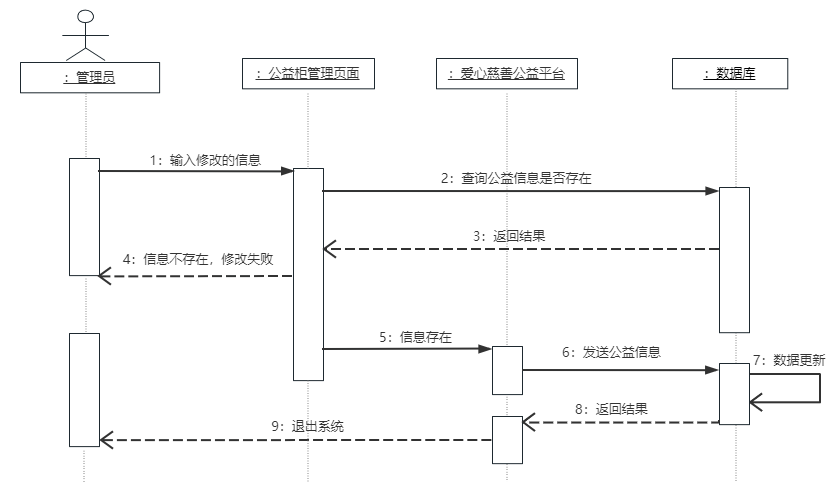 ：管理员
：公益柜管理页面
：爱心慈善公益平台
：数据库
1：输入修改的信息
2：查询公益信息是否存在
3：返回结果
4：信息不存在，修改失败
5：信息存在
6：发送公益信息
7：数据更新
8：返回结果
9：退出系统